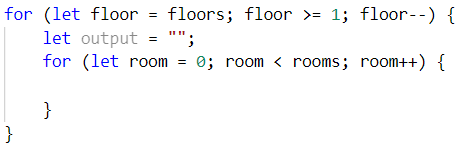 for (let floor = floors; floor >= 1; floor--) {
    let output = "";
    for (let room = 0; room < rooms; room++) {
    }
}